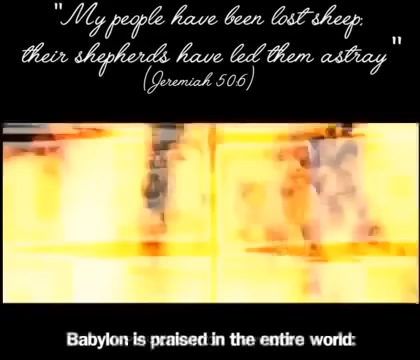 "My people have been lost sheep:
their shepherds have led them astray"
(Jeremiah 50:6)
Babylon is praised in the entire world: